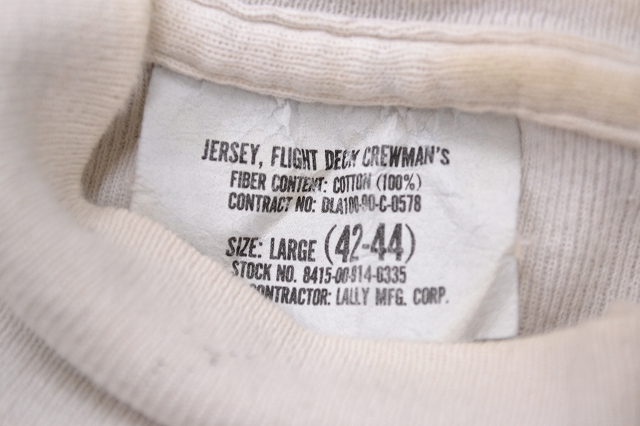 JERSEY, FLIGHT DECK CREWMAN'S
FIBER CONTENT: COTTON (100%)
CONTRACT NO: DLA100-90-C-0578
SIZE: LARGE (42-44)
STOCK NO. 8415-00-914-0335
CONTRACTOR: LALLY MFG. CORP.